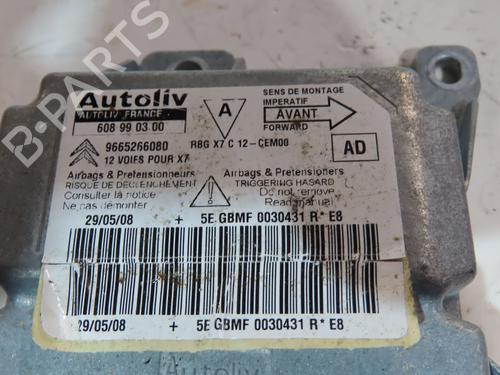 B-PARTS
Autoliv
AUTOLIV FRANCE
608 99 03 00
A
SENS DE MONTAGE
IMPERATIF
AVANT
FORWARD
9665266080
RBG X7 C 12-CEM00
12 VOIES POUR X7
AD
Airbags & Pretensionneurs
RISQUE DE DECLENCHEMENT
Consulter la notice
Ne pas démonter
Airbags & Pretensioners
TRIGGERING HASARD
Do not remove
Read manual
29/05/08 + 5E GBMF 0030431 R* E8
29/05/08 + 5E GBMF 0030431 R* E8
Autoliv